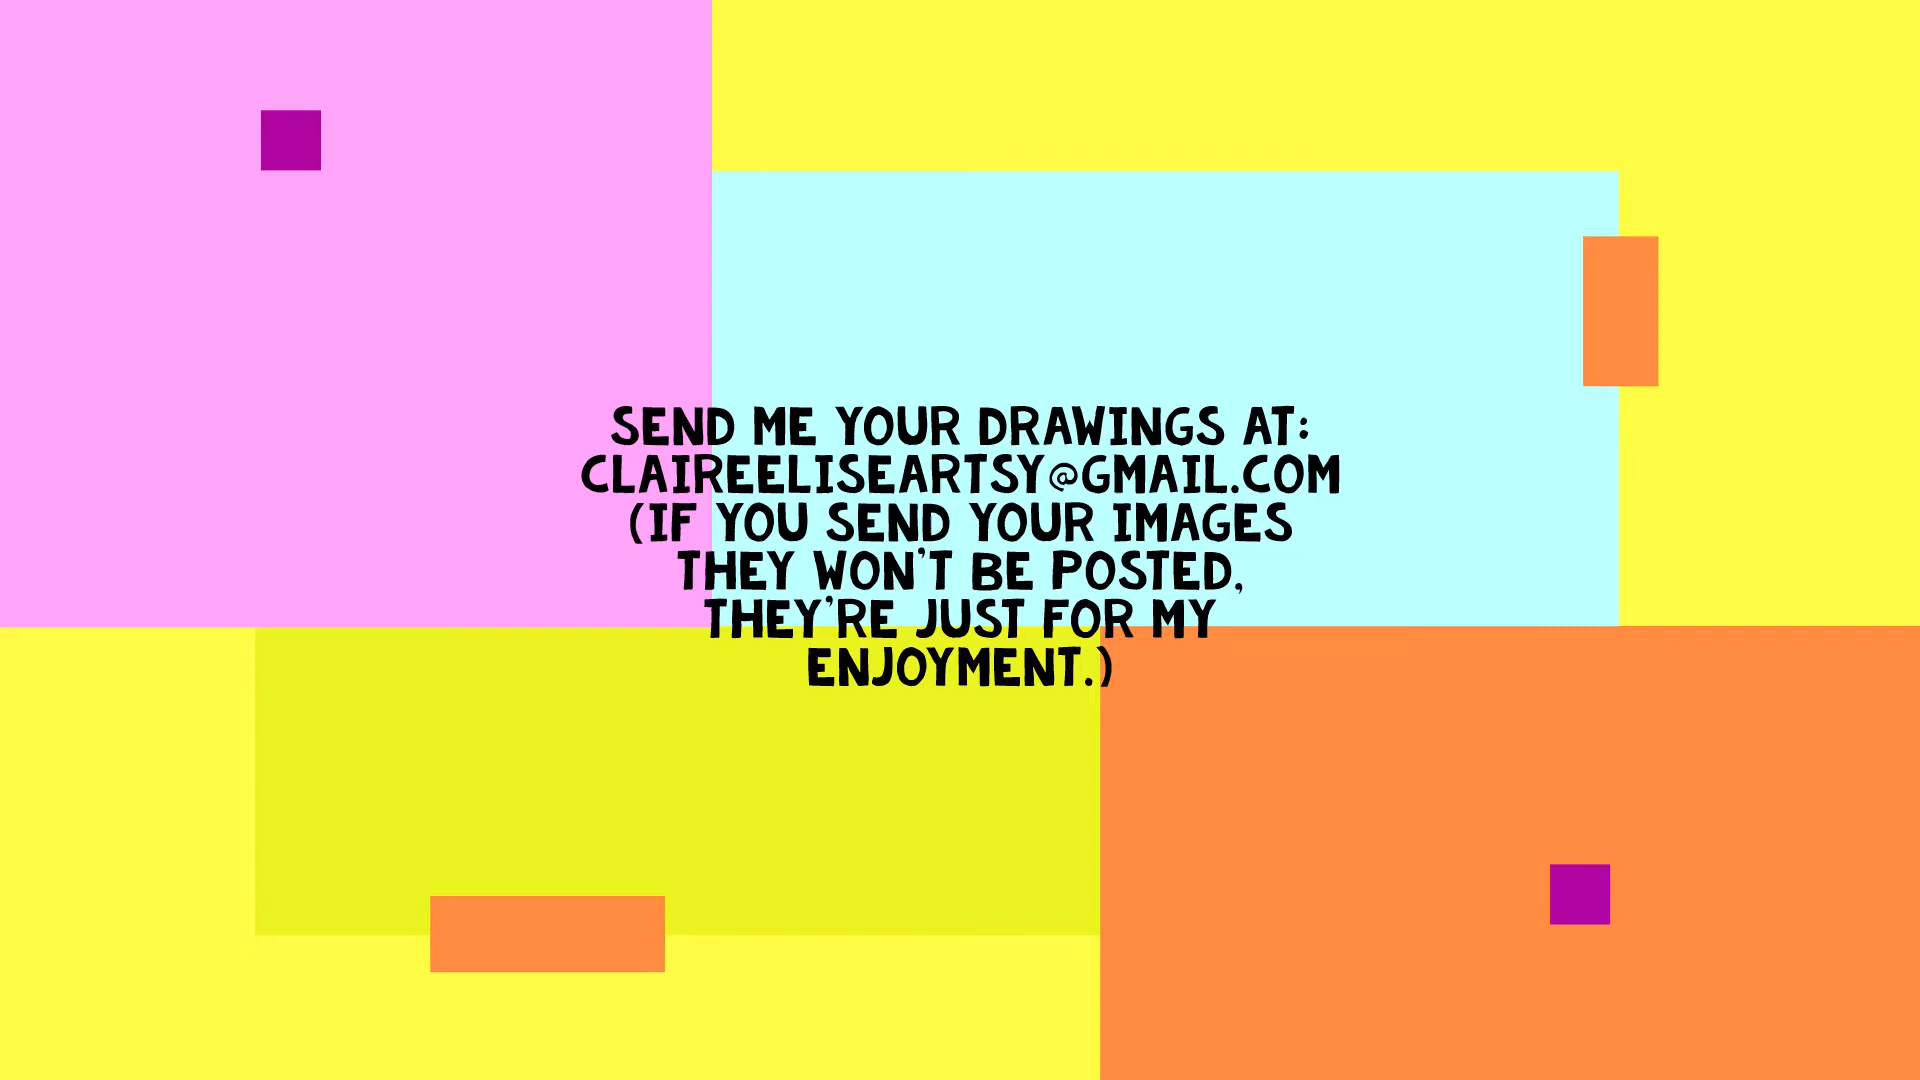 SEND ME YOUR DRAWINGS AT:
CLAIREELISEARTSY@GMAIL.COM
(IF YOU SEND YOUR IMAGES
THEY WON'T BE POSTED,
THEY'RE JUST FOR MY
ENJOYMENT.)